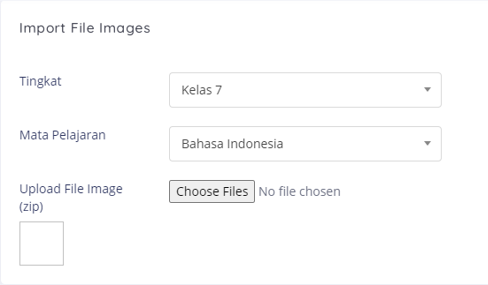 Import File Images
Tingkat
Kelas 7
Mata Pelajaran
Bahasa Indonesia
Upload File Image
(zip)
Choose Files No file chosen